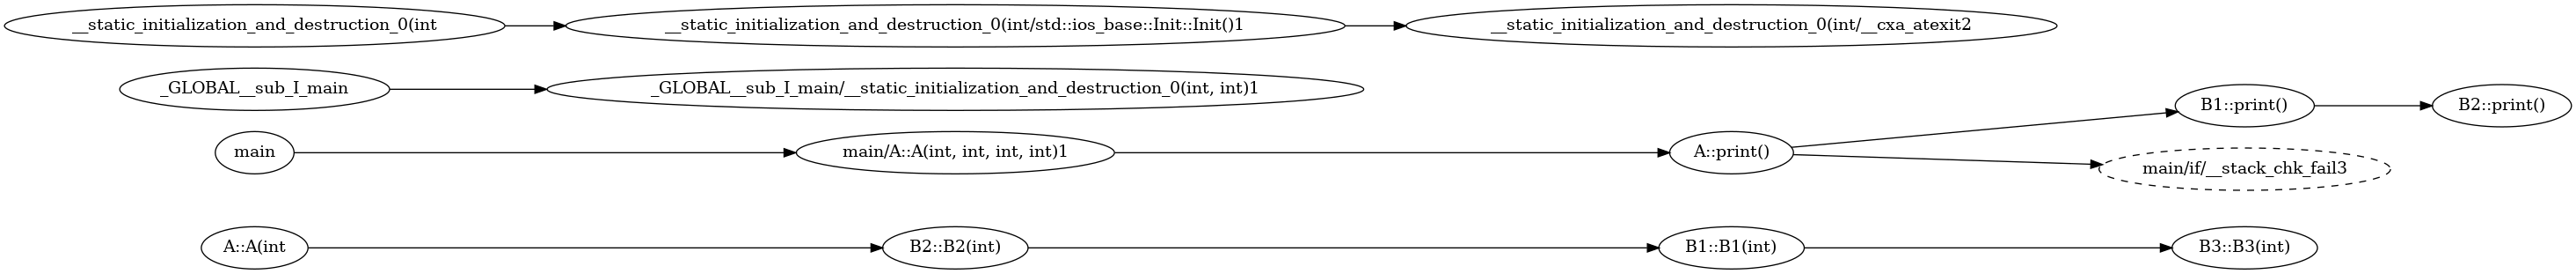 __static_initialization_and_destruction_0(int
__static_initialization_and_destruction_0(int/std::ios_base::Init::Init()1
__static_initialization_and_destruction_0(int/__cxa_atexit2
_GLOBAL__sub_I_main
_GLOBAL__sub_I_main/__static_initialization_and_destruction_0(int, int)1
B1::print()
B2::print()
main
main/A::A(int, int, int, int)1
A::print()
main/if/__stack_chk_fail3
A::A(int
B2::B2(int)
B1::B1(int)
B3::B3(int)